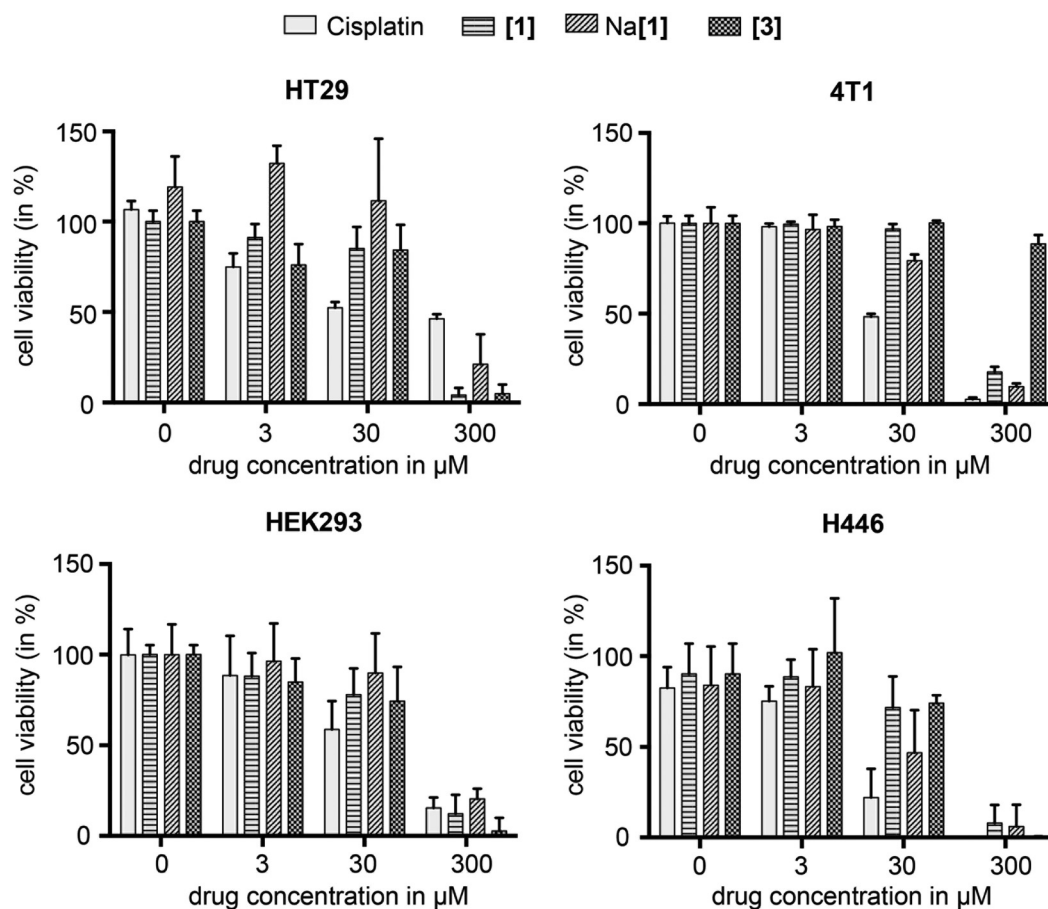 Cisplatin [1] Na[1] [3]
HT29
cell viability (in %)
150
100
50
0
0 3 30 300
drug concentration in µM
4T1
cell viability (in %)
150
100
50
0
0 3 30 300
drug concentration in µM
HEK293
cell viability (in %)
150
100
50
0
0 3 30 300
drug concentration in µM
H446
cell viability (in %)
150
100
50
0
0 3 30 300
drug concentration in µM